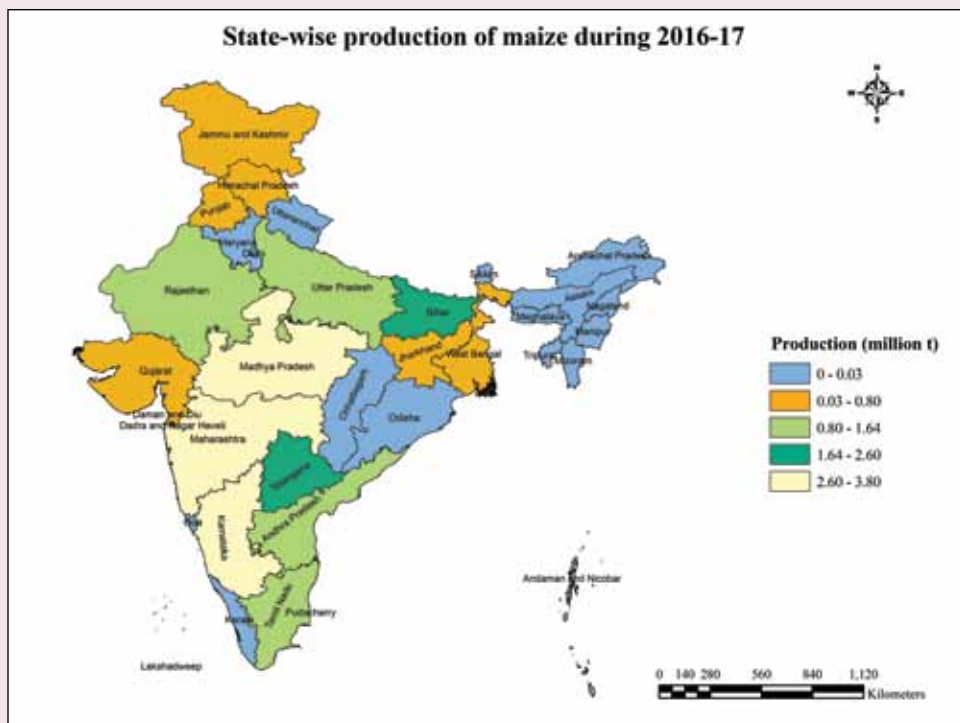 State-wise production of maize during 2016-17
N
W
E
S
Jammu and Kashmir
Himachal Pradesh
Punjab
Uttaranchal
Haryana
Delhi
Rajasthan
Uttar Pradesh
Bihar
Sikkim
Arunachal Pradesh
Assam
Nagaland
Meghalaya
Manipur
Tripura
Mizoram
Jharkhand
West Bengal
Gujarat
Madhya Pradesh
Chhattisgarh
Odisha
Daman and Diu
Dadra and Nagar Haveli
Maharashtra
Telangana
Andhra Pradesh
Goa
Karnataka
Kerala
Tamil Nadu
Puducherry
Lakshadweep
Andaman and Nicobar
Production (million t)
0 - 0.03
0.03 - 0.80
0.80 - 1.64
1.64 - 2.60
2.60 - 3.80
0 140 280 560 840 1,120
Kilometers